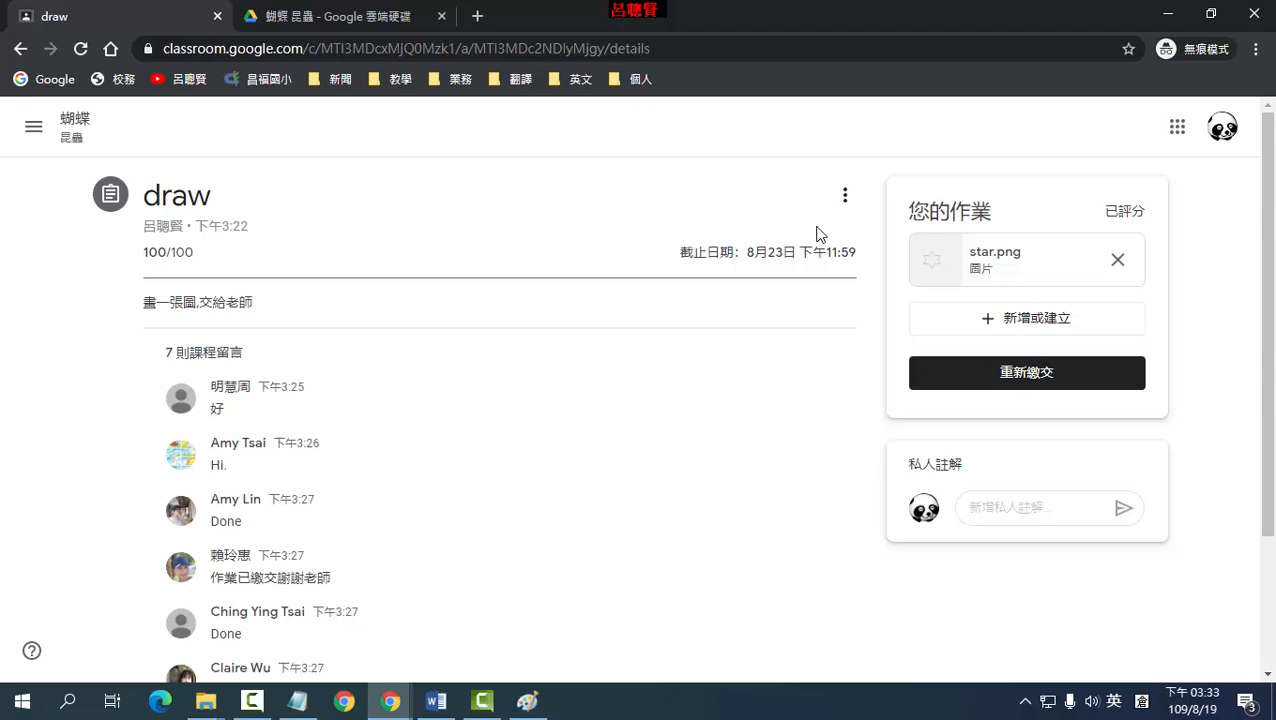 draw
蝴蝶 昆蟲 - Google 雲端硬碟
呂聰賢
classroom.google.com/c/MTI3MDcxMjQ0Mzk1/a/MTI3MDc2NDIyMjgy/details
無痕模式
Google
校務
呂聰賢
昌福國小
新聞
教學
業務
翻譯
英文
個人
蝴蝶
昆蟲
draw
呂聰賢 • 下午3:22
100/100
截止日期：8月23日 下午11:59
畫一張圖,交給老師
7 則課程留言
明慧周 下午3:25
好
Amy Tsai 下午3:26
Hi.
Amy Lin 下午3:27
Done
賴玲惠 下午3:27
作業已繳交謝謝老師
Ching Ying Tsai 下午3:27
Done
Claire Wu 下午3:27
您的作業
已評分
star.png
圖片
新增或建立
重新繳交
私人註解
新增私人註解...
英
下午 03:33
109/8/19
3